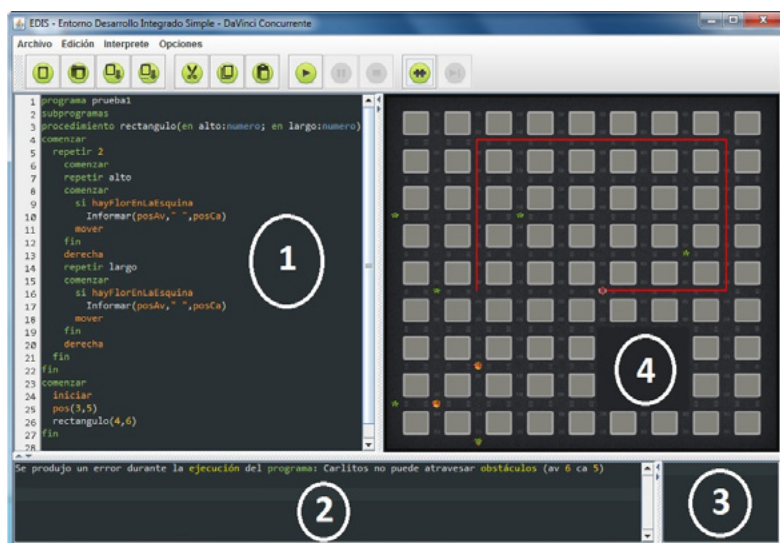 EDIS - Entorno Desarrollo Integrado Simple - DaVinci Concurrente
Archivo Edición Interprete Opciones
1 programa prueba1
2 subprogramas
3 procedimiento rectangulo(en alto:numero; en largo:numero)
4 comenzar
5 repetir 2
6 comenzar
7 repetir alto
8 comenzar
9 si hayFlorEnLaEsquina
10 Informar(posAv," ",posCa)
11 mover
12 fin
13 derecha
14 repetir largo
15 comenzar
16 si hayFlorEnLaEsquina
17 Informar(posAv," ",posCa)
18 mover
19 fin
20 derecha
21 fin
22 fin
23 comenzar
24 iniciar
25 pos(3,5)
26 rectangulo(4,6)
27 fin
28
1
4
Se produjo un error durante la ejecución del programa: Carlitos no puede atravesar obstáculos (av 6 ca 5)
2
3